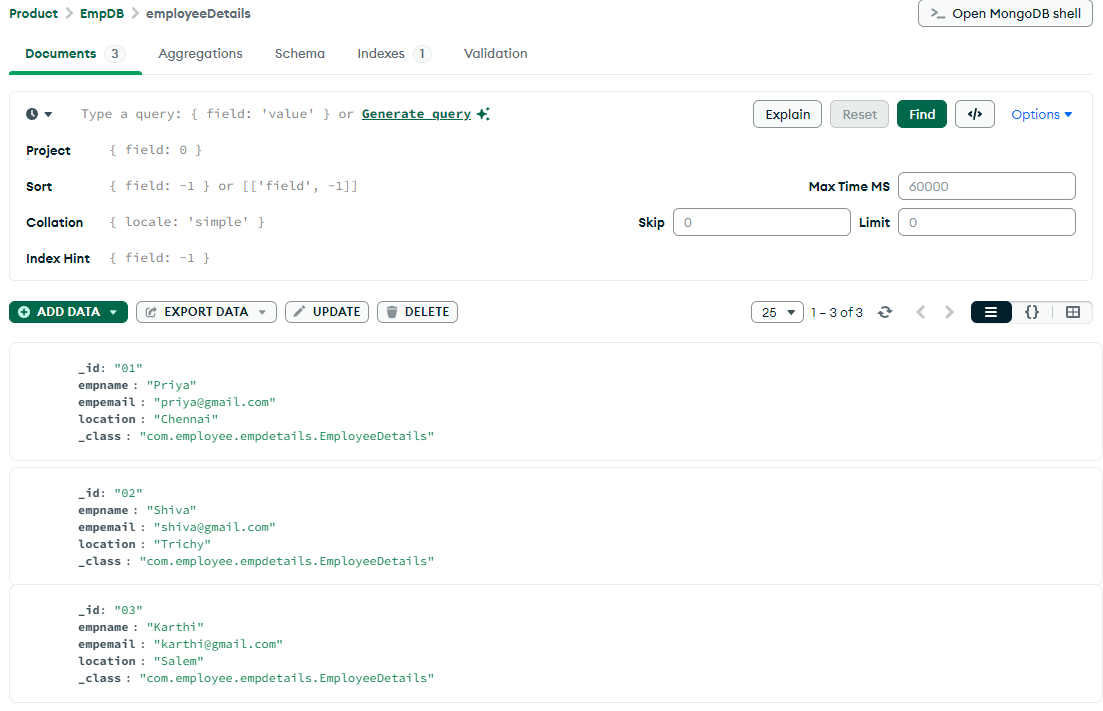 Product > EmpDB > employeeDetails
>_ Open MongoDB shell
Documents 3 Aggregations Schema Indexes 1 Validation
Type a query: { field: 'value' } or Generate query
Explain Reset Find </> Options
Project { field: 0 }
Sort { field: -1 } or [['field', -1]] Max Time MS 60000
Collation { locale: 'simple' } Skip 0 Limit 0
Index Hint { field: -1 }
ADD DATA EXPORT DATA UPDATE DELETE 25 1 – 3 of 3 {}
_id: "01"
empname : "Priya"
empemail : "priya@gmail.com"
location : "Chennai"
_class : "com.employee.empdetails.EmployeeDetails"
_id: "02"
empname : "Shiva"
empemail : "shiva@gmail.com"
location : "Trichy"
_class : "com.employee.empdetails.EmployeeDetails"
_id: "03"
empname : "Karthi"
empemail : "karthi@gmail.com"
location : "Salem"
_class : "com.employee.empdetails.EmployeeDetails"